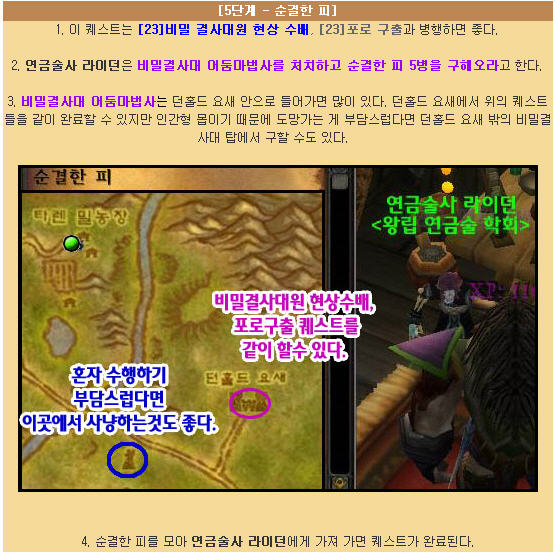 [5단계 - 순결한 피]
1. 이 퀘스트는 [23]비밀 결사대원 현상 수배, [23]포로 구출과 병행하면 좋다.
2. 연금술사 라이던은 비밀결사대 어둠마법사를 처치하고 순결한 피 5병을 구해오라고 한다.
3. 비밀결사대 어둠마법사는 던홀드 요새 안으로 들어가면 많이 있다. 던홀드 요새에서 위의 퀘스트
들을 같이 완료할 수 있지만 인간형 몹이기 때문에 도망가는 게 부담스럽다면 던홀드 요새 밖의 비밀결
사대 탑에서 구할 수도 있다.
순결한 피
타렌 밀농장
연금술사 라이던
<왕립 연금술 학회>
비밀결사대원 현상수배,
포로구출 퀘스트를
같이 할수 있다.
혼자 수행하기
부담스럽다면
이곳에서 사냥하는것도 좋다.
던홀드 요새
4. 순결한 피를 모아 연금술사 라이던에게 가져 가면 퀘스트가 완료된다.